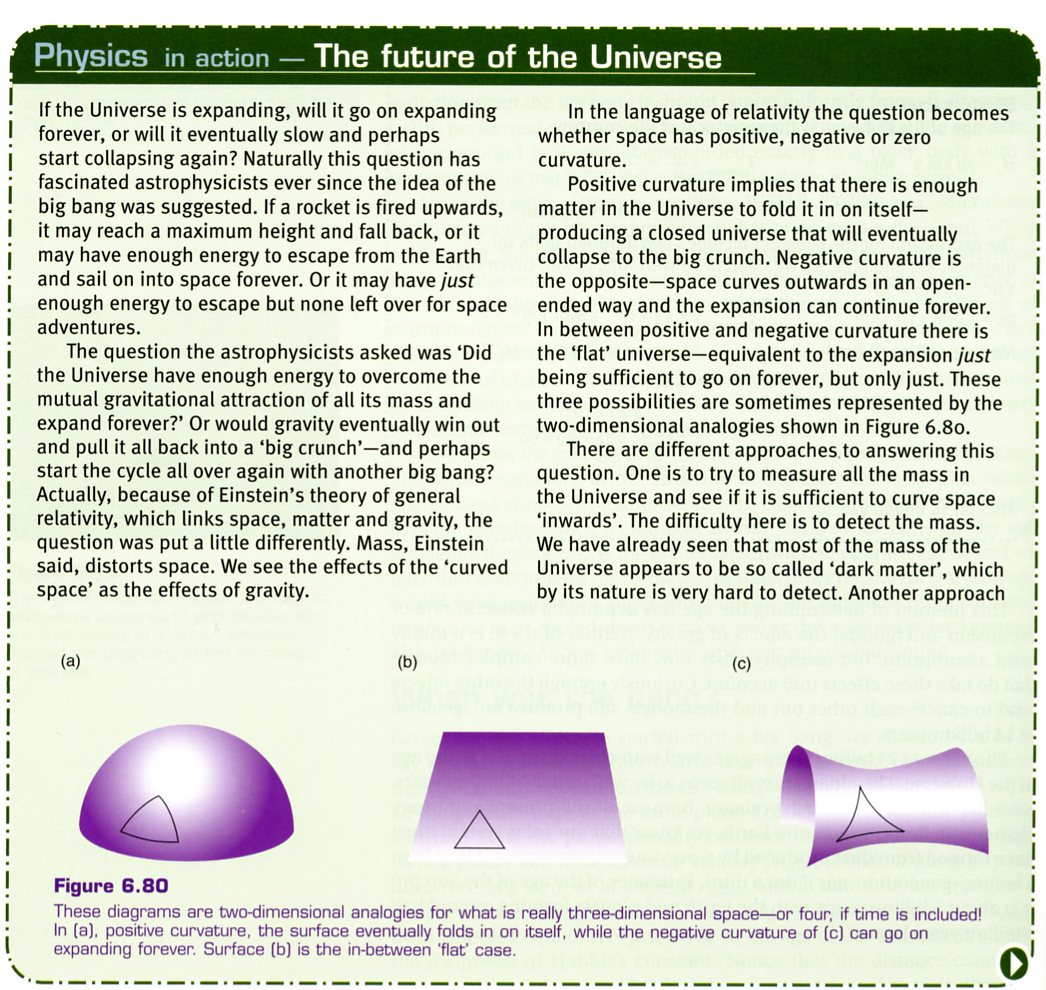 Physics in action — The future of the Universe
If the Universe is expanding, will it go on expanding
forever, or will it eventually slow and perhaps
start collapsing again? Naturally this question has
fascinated astrophysicists ever since the idea of the
big bang was suggested. If a rocket is fired upwards,
it may reach a maximum height and fall back, or it
may have enough energy to escape from the Earth
and sail on into space forever. Or it may have just
enough energy to escape but none left over for space
adventures.
The question the astrophysicists asked was ‘Did
the Universe have enough energy to overcome the
mutual gravitational attraction of all its mass and
expand forever?’ Or would gravity eventually win out
and pull it all back into a ‘big crunch’—and perhaps
start the cycle all over again with another big bang?
Actually, because of Einstein’s theory of general
relativity, which links space, matter and gravity, the
question was put a little differently. Mass, Einstein
said, distorts space. We see the effects of the ‘curved
space’ as the effects of gravity.
In the language of relativity the question becomes
whether space has positive, negative or zero
curvature.
Positive curvature implies that there is enough
matter in the Universe to fold it in on itself—
producing a closed universe that will eventually
collapse to the big crunch. Negative curvature is
the opposite—space curves outwards in an open-
ended way and the expansion can continue forever.
In between positive and negative curvature there is
the ‘flat’ universe—equivalent to the expansion just
being sufficient to go on forever, but only just. These
three possibilities are sometimes represented by the
two-dimensional analogies shown in Figure 6.80.
There are different approaches to answering this
question. One is to try to measure all the mass in
the Universe and see if it is sufficient to curve space
‘inwards’. The difficulty here is to detect the mass.
We have already seen that most of the mass of the
Universe appears to be so called ‘dark matter’, which
by its nature is very hard to detect. Another approach
(a)
(b)
(c)
Figure 6.80
These diagrams are two-dimensional analogies for what is really three-dimensional space—or four, if time is included!
In (a), positive curvature, the surface eventually folds in on itself, while the negative curvature of (c) can go on
expanding forever. Surface (b) is the in-between ‘flat’ case.